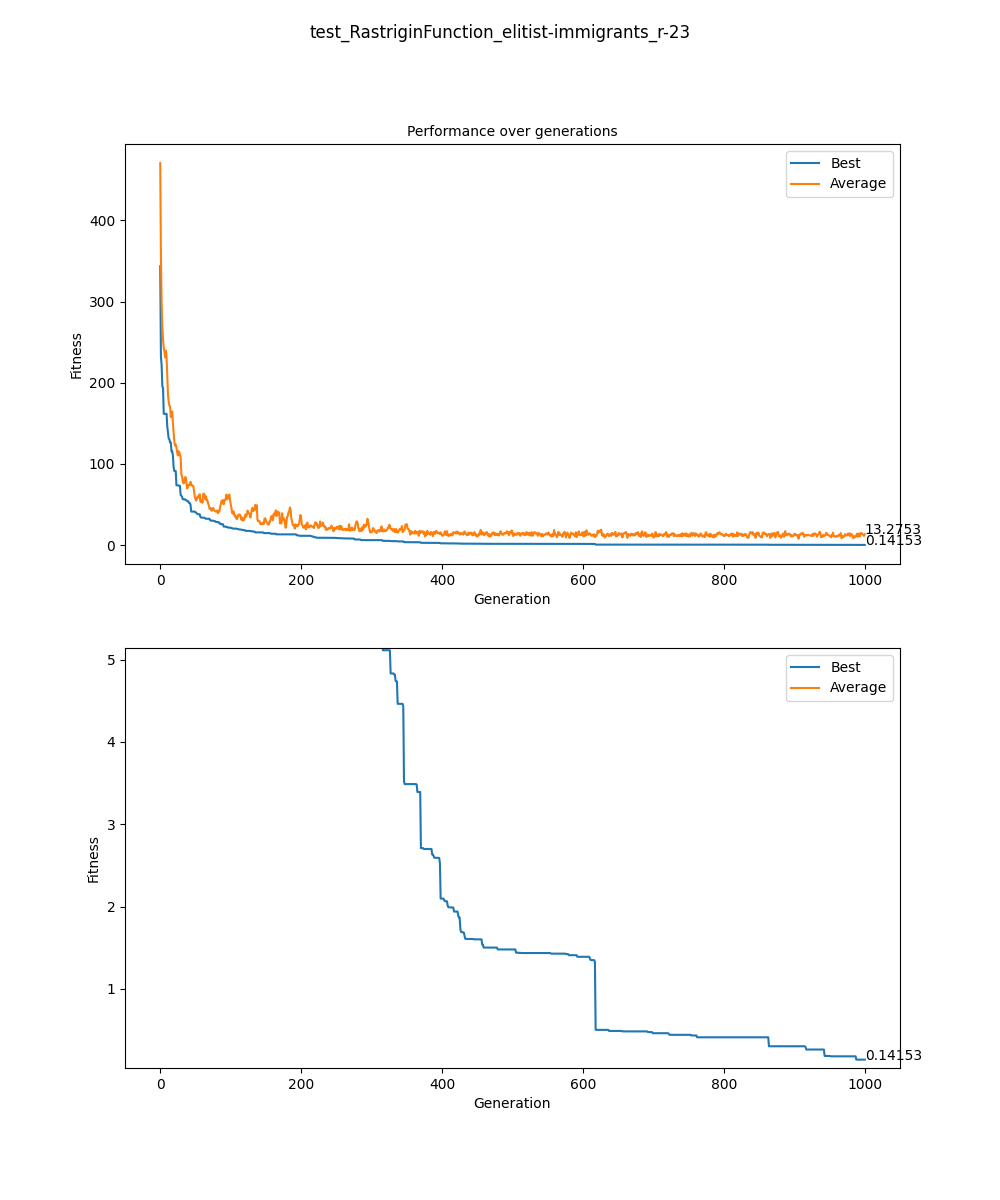 test_RastriginFunction_elitist-immigrants_r-23
Performance over generations
Best
Average
400
300
200
100
0
Fitness
13.2753
0.14153
0 200 400 600 800 1000
Generation
Best
Average
5
4
3
2
1
Fitness
0.14153
0 200 400 600 800 1000
Generation